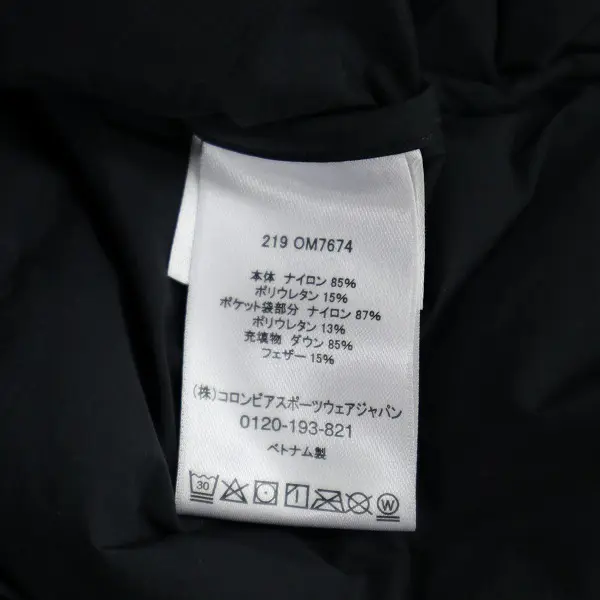 219 OM7674
本体 ナイロン 85%
ポリウレタン 15%
ポケット袋部分 ナイロン 87%
ポリウレタン 13%
充填物 ダウン 85%
フェザー 15%
(株)コロンビアスポーツウェアジャパン
0120-193-821
ベトナム製
30 W